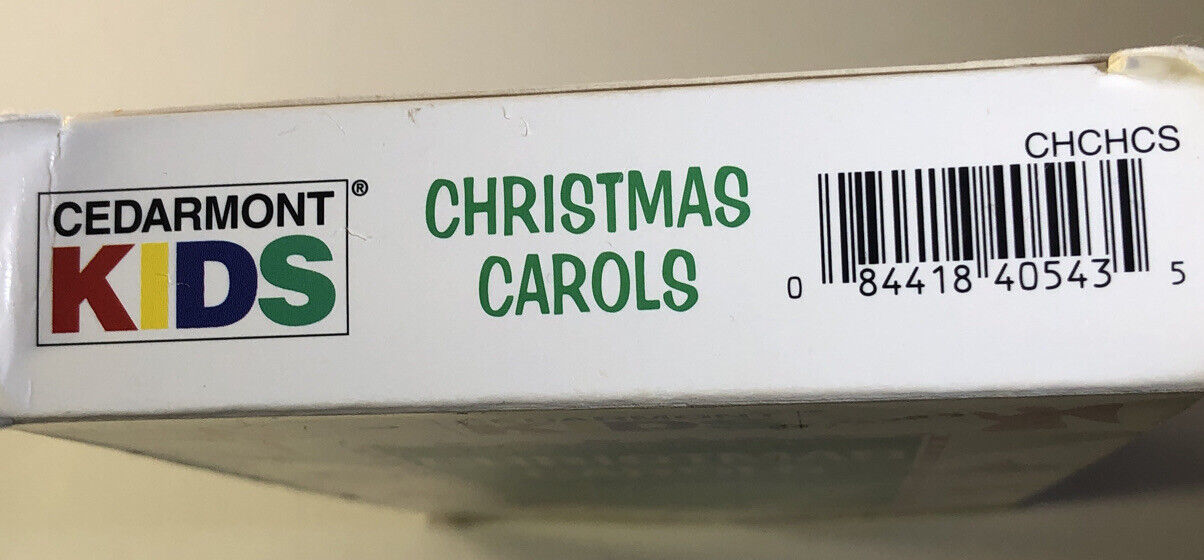 CEDARMONT®
KIDS
CHRISTMAS
CAROLS
CHCHCS
0 84418 40543 5